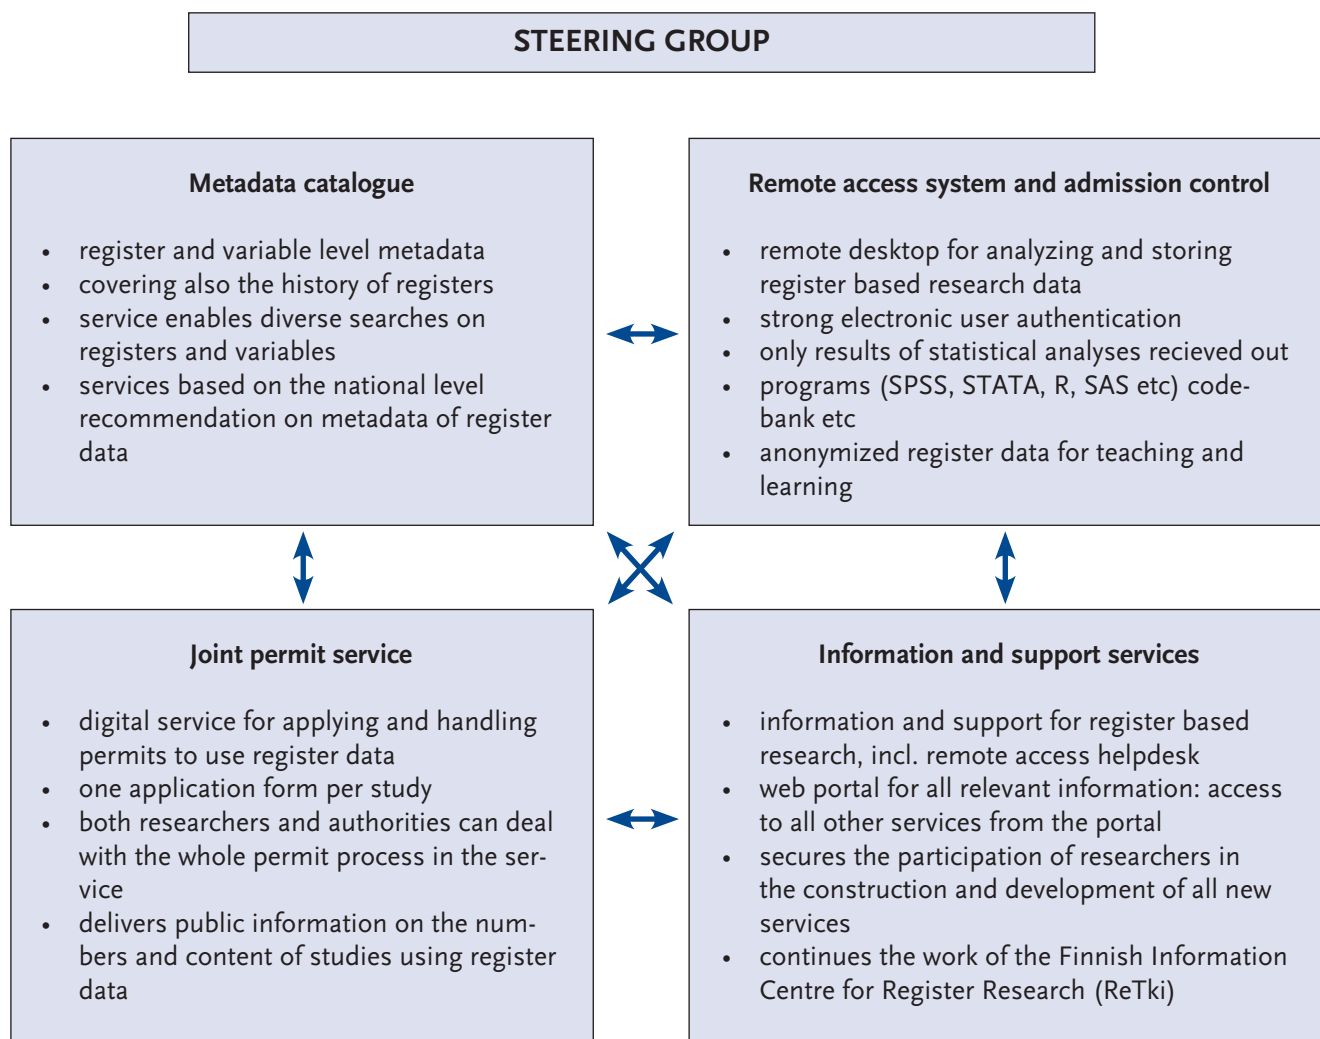 STEERING GROUP
Metadata catalogue
• register and variable level metadata
• covering also the history of registers
• service enables diverse searches on
registers and variables
• services based on the national level
recommendation on metadata of register
data
Remote access system and admission control
• remote desktop for analyzing and storing
register based research data
• strong electronic user authentication
• only results of statistical analyses recieved out
• programs (SPSS, STATA, R, SAS etc) code-
bank etc
• anonymized register data for teaching and
learning
Joint permit service
• digital service for applying and handling
permits to use register data
• one application form per study
• both researchers and authorities can deal
with the whole permit process in the ser-
vice
• delivers public information on the num-
bers and content of studies using register
data
Information and support services
• information and support for register based
research, incl. remote access helpdesk
• web portal for all relevant information: access
to all other services from the portal
• secures the participation of researchers in
the construction and development of all new
services
• continues the work of the Finnish Information
Centre for Register Research (ReTki)